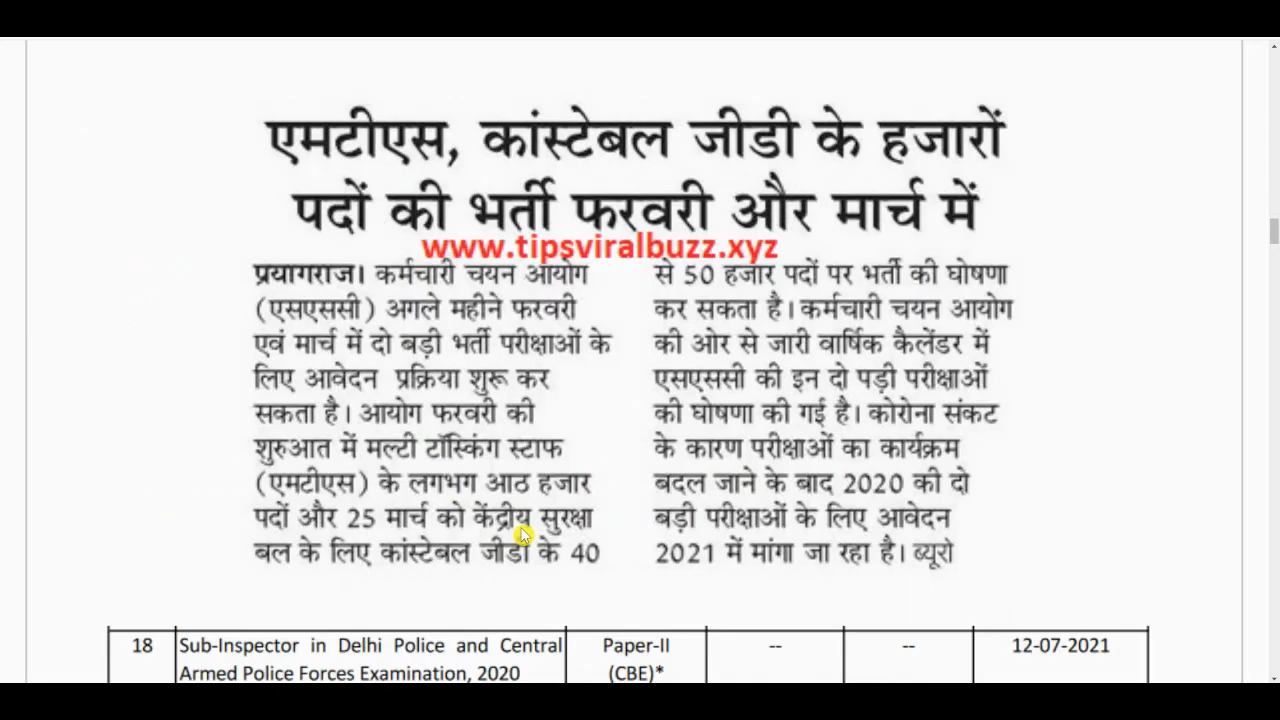 एमटीएस, कांस्टेबल जीडी के हजारों
पदों की भर्ती फरवरी और मार्च में
www.tipsviralbuzz.xyz
प्रयागराज। कर्मचारी चयन आयोग
(एसएससी) अगले महीने फरवरी
एवं मार्च में दो बड़ी भर्ती परीक्षाओं के
लिए आवेदन प्रक्रिया शुरू कर
सकता है। आयोग फरवरी की
शुरुआत में मल्टी टॉस्किंग स्टाफ
(एमटीएस) के लगभग आठ हजार
पदों और 25 मार्च को केंद्रीय सुरक्षा
बल के लिए कांस्टेबल जीडी के 40
से 50 हजार पदों पर भर्ती की घोषणा
कर सकता है। कर्मचारी चयन आयोग
की ओर से जारी वार्षिक कैलेंडर में
एसएससी की इन दो पड़ी परीक्षाओं
की घोषणा की गई है। कोरोना संकट
के कारण परीक्षाओं का कार्यक्रम
बदल जाने के बाद 2020 की दो
बड़ी परीक्षाओं के लिए आवेदन
2021 में मांगा जा रहा है। ब्यूरो
18 Sub-Inspector in Delhi Police and Central Paper-II -- -- 12-07-2021
Armed Police Forces Examination, 2020 (CBE)*